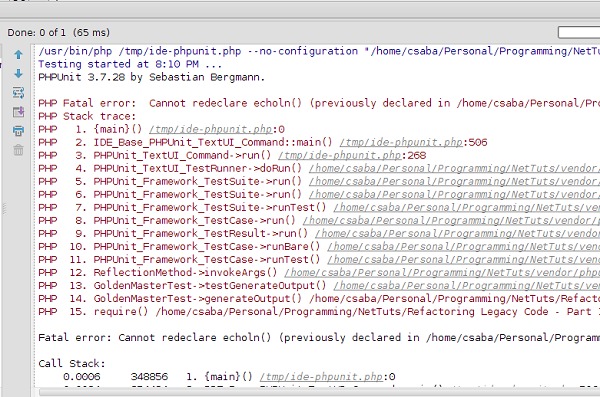 Done: 0 of 1 (65 ms)
/usr/bin/php /tmp/ide-phpunit.php --no-configuration "/home/csaba/Personal/Programming/NetTu
Testing started at 8:10 PM ...
PHPUnit 3.7.28 by Sebastian Bergmann.
PHP Fatal error:  Cannot redeclare echoln() (previously declared in /home/csaba/Personal/Pro
PHP Stack trace:
PHP   1. {main}() /tmp/ide-phpunit.php:0
PHP   2. IDE_Base_PHPUnit_TextUI_Command::main() /tmp/ide-phpunit.php:506
PHP   3. PHPUnit_TextUI_Command->run() /tmp/ide-phpunit.php:268
PHP   4. PHPUnit_TextUI_TestRunner->doRun() /home/csaba/Personal/Programming/NetTuts/vendor/
PHP   5. PHPUnit_Framework_TestSuite->run() /home/csaba/Personal/Programming/NetTuts/vendor/
PHP   6. PHPUnit_Framework_TestSuite->run() /home/csaba/Personal/Programming/NetTuts/vendor/
PHP   7. PHPUnit_Framework_TestSuite->runTest() /home/csaba/Personal/Programming/NetTuts/ven
PHP   8. PHPUnit_Framework_TestCase->run() /home/csaba/Personal/Programming/NetTuts/vendor/
PHP   9. PHPUnit_Framework_TestResult->run() /home/csaba/Personal/Programming/NetTuts/vendor
PHP  10. PHPUnit_Framework_TestCase->runBare() /home/csaba/Personal/Programming/NetTuts/vend
PHP  11. PHPUnit_Framework_TestCase->runTest() /home/csaba/Personal/Programming/NetTuts/vend
PHP  12. ReflectionMethod->invokeArgs() /home/csaba/Personal/Programming/NetTuts/vendor/php
PHP  13. GoldenMasterTest->testGenerateOutput() /home/csaba/Personal/Programming/NetTuts/
PHP  14. GoldenMasterTest->generateOutput() /home/csaba/Personal/Programming/NetTuts/Refacto
PHP  15. require() /home/csaba/Personal/Programming/NetTuts/Refactoring Legacy Code - Part
Fatal error: Cannot redeclare echoln() (previously declared in /home/csaba/Personal/Programm
Call Stack:
0.0006     348856   1. {main}() /tmp/ide-phpunit.php:0